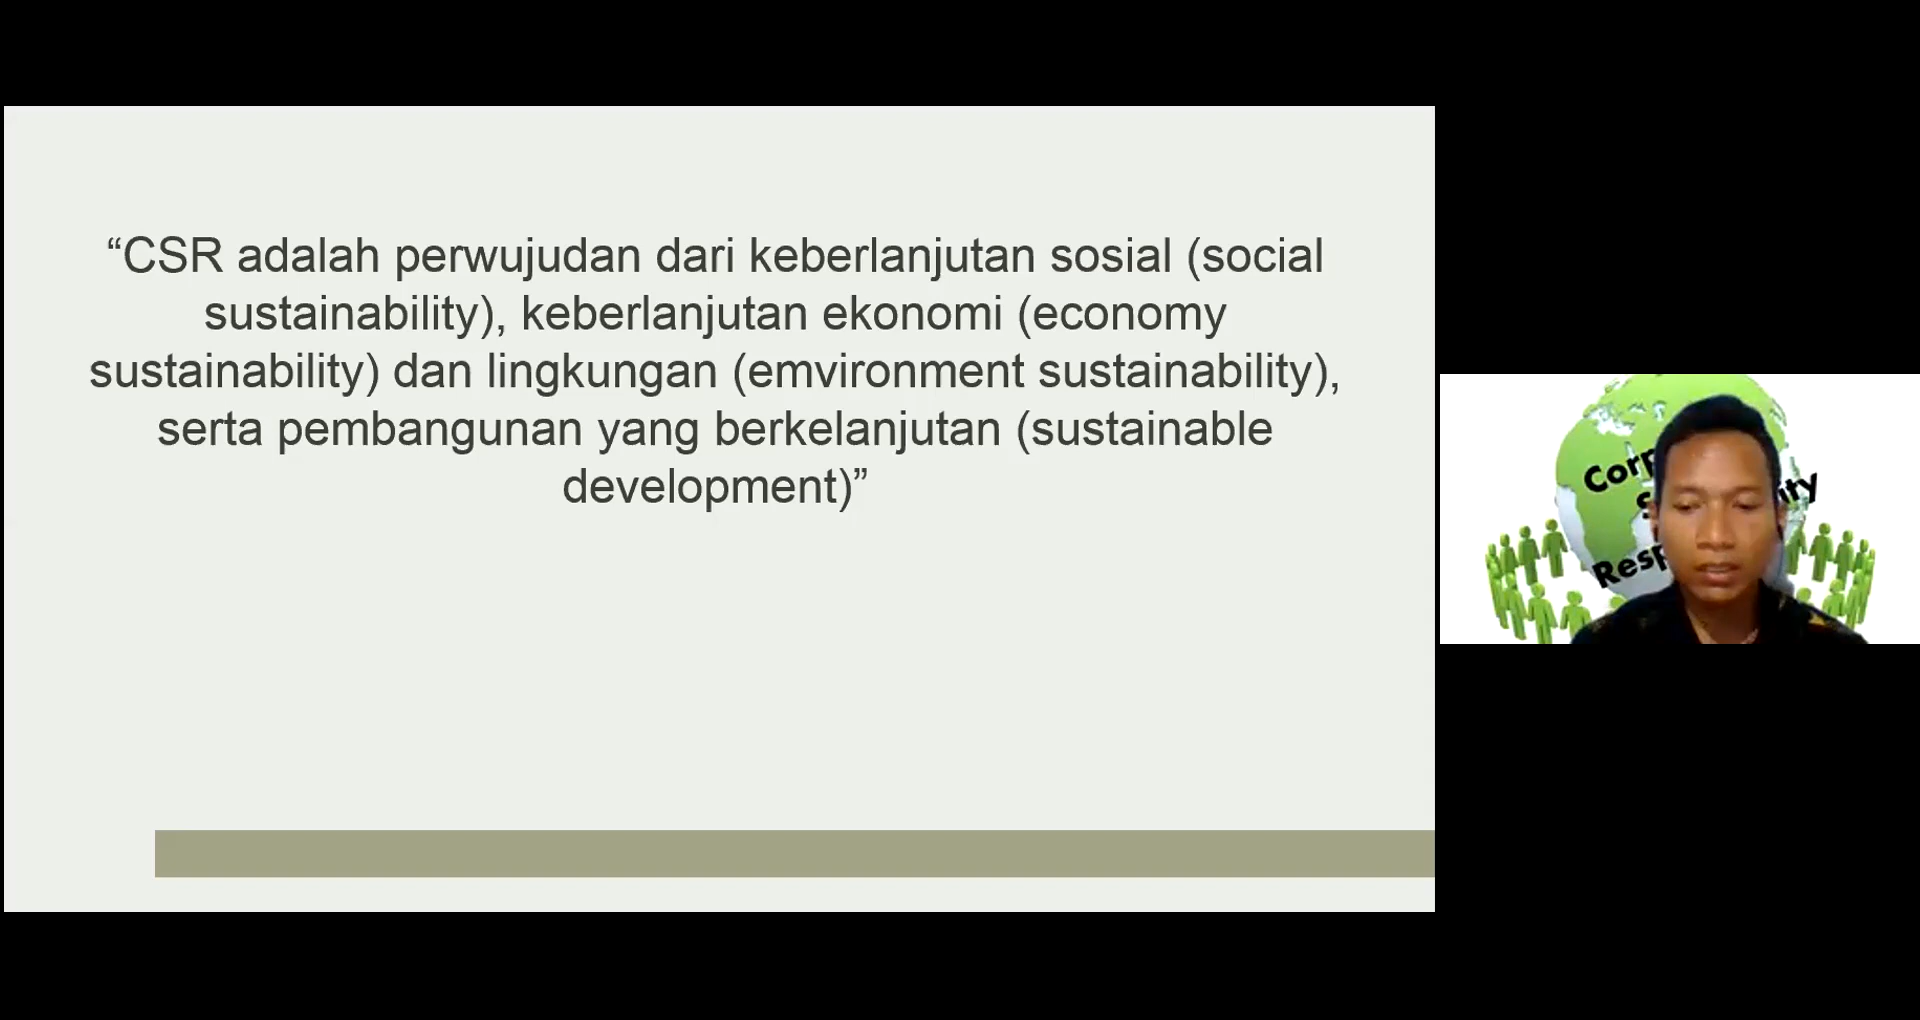 “CSR adalah perwujudan dari keberlanjutan sosial (social
sustainability), keberlanjutan ekonomi (economy
sustainability) dan lingkungan (emvironment sustainability),
serta pembangunan yang berkelanjutan (sustainable
development)”